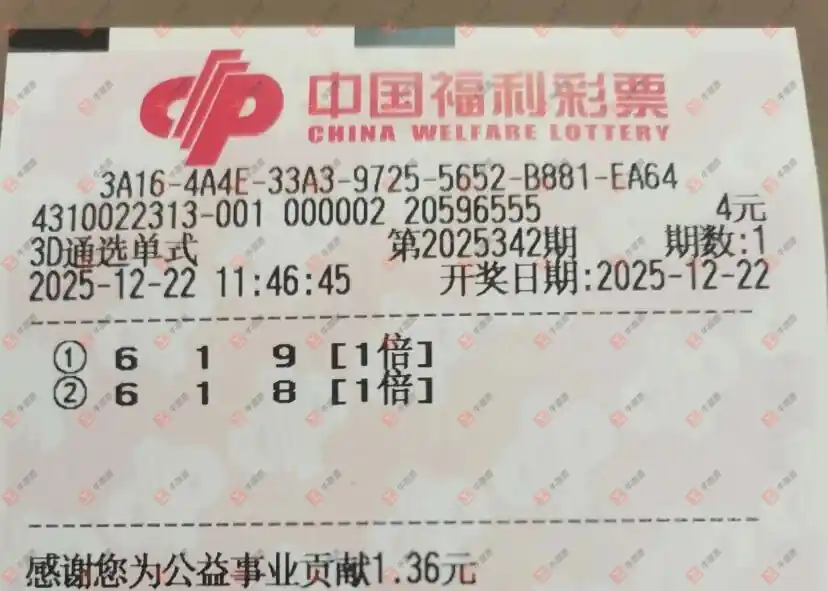 中国福利彩票
CHINA WELFARE LOTTERY
3A16-4A4E-33A3-9725-5652-B881-EA64
4310022313-001 000002 20596555 4元
3D通选单式 第2025342期 期数:1
2025-12-22 11:46:45 开奖日期:2025-12-22
① 6 1 9 [1倍]
② 6 1 8 [1倍]
感谢您为公益事业贡献1.36元